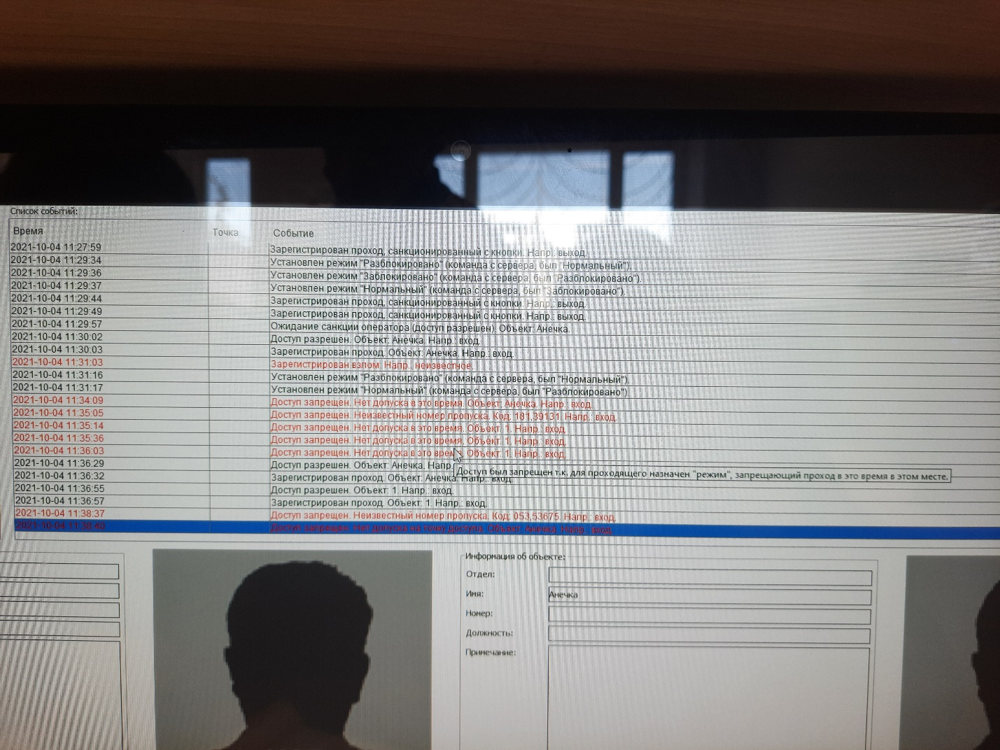 Список событий:
Время Точка Событие
2021-10-04 11:27:59 Зарегистрирован проход, санкционированный с кнопки. Напр.: выход.
2021-10-04 11:29:34 Установлен режим "Разблокировано" (команда с сервера, был "Нормальный").
2021-10-04 11:29:36 Установлен режим "Заблокировано" (команда с сервера, был "Разблокировано").
2021-10-04 11:29:37 Установлен режим "Нормальный" (команда с сервера, был "Заблокировано").
2021-10-04 11:29:44 Зарегистрирован проход, санкционированный с кнопки. Напр.: выход.
2021-10-04 11:29:49 Зарегистрирован проход, санкционированный с кнопки. Напр.: выход.
2021-10-04 11:29:57 Ожидание санкции оператора (доступ разрешен). Объект: Анечка.
2021-10-04 11:30:02 Доступ разрешен. Объект: Анечка. Напр.: вход.
2021-10-04 11:30:03 Зарегистрирован проход. Объект: Анечка. Напр.: вход.
2021-10-04 11:31:03 Зарегистрирован взлом. Напр.: неизвестное.
2021-10-04 11:31:16 Установлен режим "Разблокировано" (команда с сервера, был "Нормальный").
2021-10-04 11:31:17 Установлен режим "Нормальный" (команда с сервера, был "Разблокировано").
2021-10-04 11:34:09 Доступ запрещен. Нет допуска в это время. Объект: Анечка. Напр.: вход.
2021-10-04 11:35:05 Доступ запрещен. Неизвестный номер пропуска. Код: 181,39131. Напр.: вход.
2021-10-04 11:35:14 Доступ запрещен. Нет допуска в это время. Объект: 1. Напр.: вход.
2021-10-04 11:35:36 Доступ запрещен. Нет допуска в это время. Объект: 1. Напр.: вход.
2021-10-04 11:36:03 Доступ запрещен. Нет допуска в это время. Объект: 1. Напр.: вход.
2021-10-04 11:36:29 Доступ разрешен. Объект: Анечка. Напр.
Доступ был запрещен т.к. для проходящего назначен "режим", запрещающий проход в это время в этом месте.
2021-10-04 11:36:32 Зарегистрирован проход. Объект: Анечка. Напр.: вход.
2021-10-04 11:36:55 Доступ разрешен. Объект: 1. Напр.: вход.
2021-10-04 11:36:57 Зарегистрирован проход. Объект: 1. Напр.: вход.
2021-10-04 11:38:37 Доступ запрещен. Неизвестный номер пропуска. Код: 053,53675. Напр.: вход.
2021-10-04 11:38:40 Доступ запрещен. Нет допуска на точку доступа. Объект: Анечка. Напр.: вход.
Информация об объекте:
Отдел:
Имя: Анечка
Номер:
Должность:
Примечание: